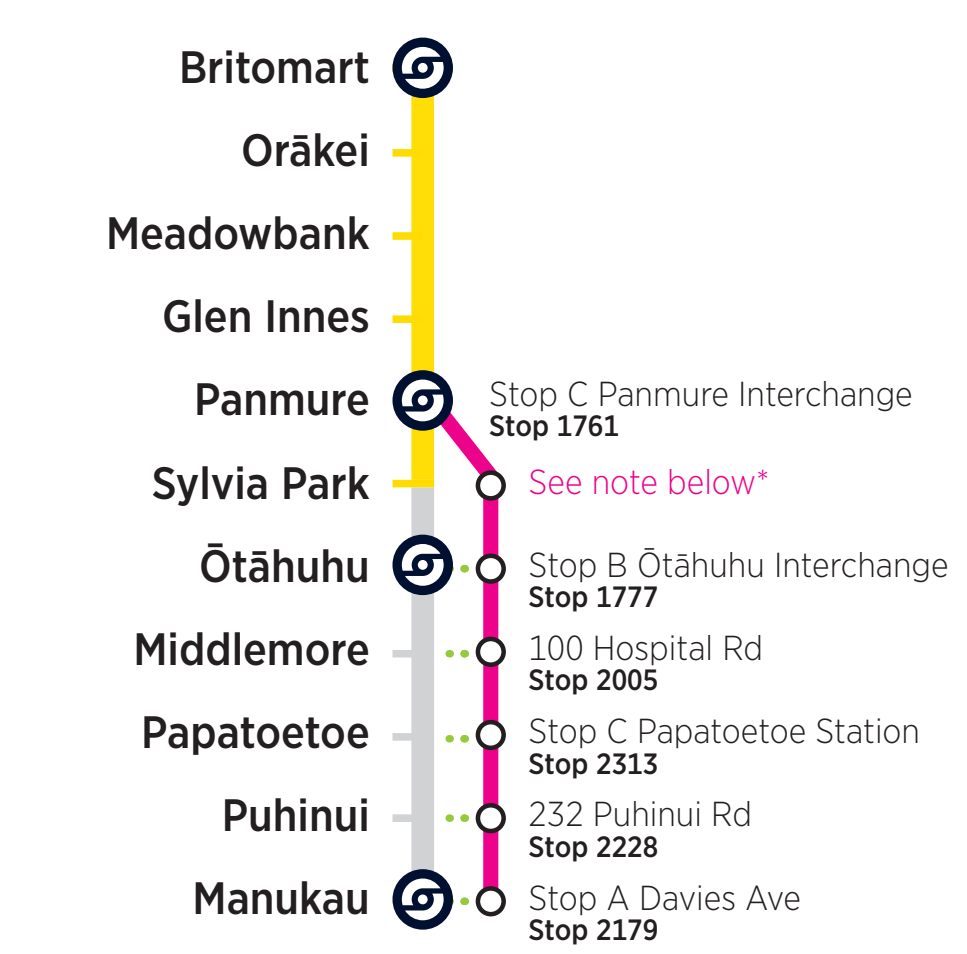 Britomart
Orākei
Meadowbank
Glen Innes
Panmure
Stop C Panmure Interchange
Stop 1761
Sylvia Park
See note below*
Ōtāhuhu
Stop B Ōtāhuhu Interchange
Stop 1777
Middlemore
100 Hospital Rd
Stop 2005
Papatoetoe
Stop C Papatoetoe Station
Stop 2313
Puhinui
232 Puhinui Rd
Stop 2228
Manukau
Stop A Davies Ave
Stop 2179